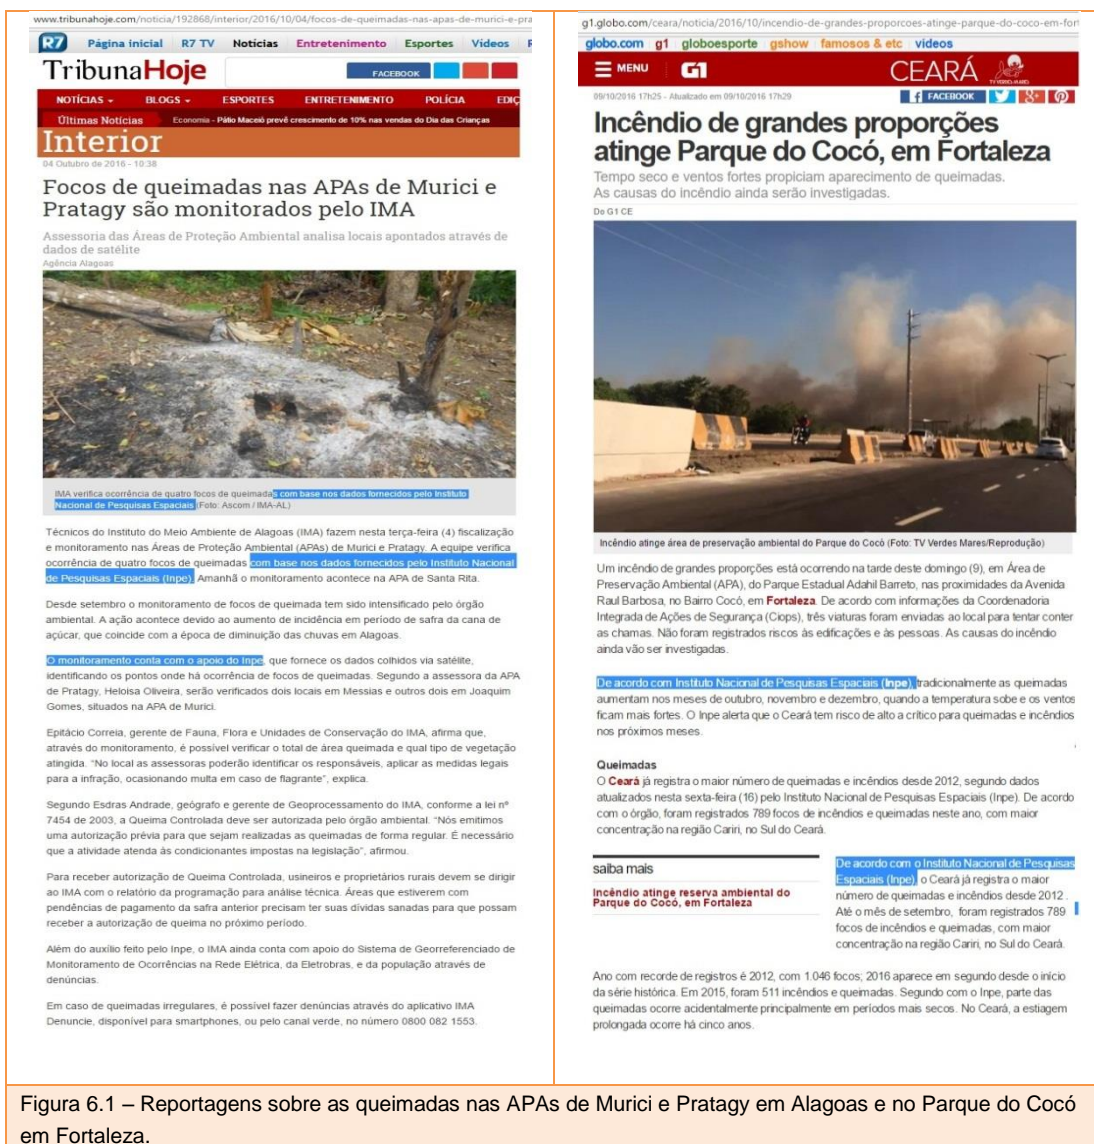 www.tribunahoje.com/noticia/192868/interior/2016/10/04/focos-de-queimadas-nas-apas-de-murici-e-pra
R7 Página inicial R7 TV Notícias Entretenimento Esportes Vídeos
TribunaHoje
FACEBOOK
NOTÍCIAS BLOGS ESPORTES ENTRETENIMENTO POLÍCIA EDIÇ
Últimas Notícias Economia - Pátio Maceió prevê crescimento de 10% nas vendas do Dia das Crianças
Interior
04 Outubro de 2016 - 10:38
Focos de queimadas nas APAs de Murici e
Pratagy são monitorados pelo IMA
Assessoria das Áreas de Proteção Ambiental analisa locais apontados através de
dados de satélite
Agência Alagoas
IMA verifica ocorrência de quatro focos de queimadas com base nos dados fornecidos pelo Instituto
Nacional de Pesquisas Espaciais (Foto: Ascom / IMA-AL)
Técnicos do Instituto do Meio Ambiente de Alagoas (IMA) fazem nesta terça-feira (4) fiscalização
e monitoramento nas Áreas de Proteção Ambiental (APAs) de Murici e Pratagy. A equipe verifica
ocorrência de quatro focos de queimadas com base nos dados fornecidos pelo Instituto Nacional
de Pesquisas Espaciais (Inpe). Amanhã o monitoramento acontece na APA de Santa Rita.
Desde setembro o monitoramento de focos de queimada tem sido intensificado pelo órgão
ambiental. A ação acontece devido ao aumento de incidência em período de safra da cana de
açúcar, que coincide com a época de diminuição das chuvas em Alagoas.
O monitoramento conta com o apoio do Inpe, que fornece os dados colhidos via satélite,
identificando os pontos onde há ocorrência de focos de queimadas. Segundo a assessora da APA
de Pratagy, Heloisa Oliveira, serão verificados dois locais em Messias e outros dois em Joaquim
Gomes, situados na APA de Murici.
Epitácio Correia, gerente de Fauna, Flora e Unidades de Conservação do IMA, afirma que,
através do monitoramento, é possível verificar o total de área queimada e qual tipo de vegetação
atingida. “No local as assessoras poderão identificar os responsáveis, aplicar as medidas legais
para a infração, ocasionando multa em caso de flagrante”, explica.
Segundo Esdras Andrade, geógrafo e gerente de Geoprocessamento do IMA, conforme a lei nº
7454 de 2003, a Queima Controlada deve ser autorizada pelo órgão ambiental. “Nós emitimos
uma autorização prévia para que sejam realizadas as queimadas de forma regular. É necessário
que a atividade atenda às condicionantes impostas na legislação”, afirmou.
Para receber autorização de Queima Controlada, usineiros e proprietários rurais devem se dirigir
ao IMA com o relatório da programação para análise técnica. Áreas que estiverem com
pendências de pagamento da safra anterior precisam ter suas dívidas sanadas para que possam
receber a autorização de queima no próximo período.
Além do auxílio feito pelo Inpe, o IMA ainda conta com apoio do Sistema de Georreferenciado de
Monitoramento de Ocorrências na Rede Elétrica, da Eletrobras, e da população através de
denúncias.
Em caso de queimadas irregulares, é possível fazer denúncias através do aplicativo IMA
Denuncie, disponível para smartphones, ou pelo canal verde, no número 0800 082 1553.
g1.globo.com/ceara/noticia/2016/10/incendio-de-grandes-proporcoes-atinge-parque-do-coco-em-fort
globo.com g1 globoesporte gshow famosos & etc vídeos
MENU G1 CEARÁ TV VERDES MARES
09/10/2016 17h25 - Atualizado em 09/10/2016 17h29
FACEBOOK
Incêndio de grandes proporções
atinge Parque do Cocó, em Fortaleza
Tempo seco e ventos fortes propiciam aparecimento de queimadas.
As causas do incêndio ainda serão investigadas.
Do G1 CE
Incêndio atinge área de preservação ambiental do Parque do Cocó (Foto: TV Verdes Mares/Reprodução)
Um incêndio de grandes proporções está ocorrendo na tarde deste domingo (9), em Área de
Preservação Ambiental (APA), do Parque Estadual Adahil Barreto, nas proximidades da Avenida
Raul Barbosa, no Bairro Cocó, em Fortaleza. De acordo com informações da Coordenadoria
Integrada de Ações de Segurança (Ciops), três viaturas foram enviadas ao local para tentar conter
as chamas. Não foram registrados riscos às edificações e às pessoas. As causas do incêndio
ainda vão ser investigadas.
De acordo com Instituto Nacional de Pesquisas Espaciais (Inpe), tradicionalmente as queimadas
aumentam nos meses de outubro, novembro e dezembro, quando a temperatura sobe e os ventos
ficam mais fortes. O Inpe alerta que o Ceará tem risco de alto a crítico para queimadas e incêndios
nos próximos meses.
Queimadas
O Ceará já registra o maior número de queimadas e incêndios desde 2012, segundo dados
atualizados nesta sexta-feira (16) pelo Instituto Nacional de Pesquisas Espaciais (Inpe). De acordo
com o órgão, foram registrados 789 focos de incêndios e queimadas neste ano, com maior
concentração na região Cariri, no Sul do Ceará.
saiba mais
Incêndio atinge reserva ambiental do
Parque do Cocó, em Fortaleza
De acordo com o Instituto Nacional de Pesquisas
Espaciais (Inpe), o Ceará já registra o maior
número de queimadas e incêndios desde 2012 .
Até o mês de setembro, foram registrados 789
focos de incêndios e queimadas, com maior
concentração na região Cariri, no Sul do Ceará.
Ano com recorde de registros é 2012, com 1.046 focos; 2016 aparece em segundo desde o início
da série histórica. Em 2015, foram 511 incêndios e queimadas. Segundo com o Inpe, parte das
queimadas ocorre acidentalmente principalmente em períodos mais secos. No Ceará, a estiagem
prolongada ocorre há cinco anos.
Figura 6.1 – Reportagens sobre as queimadas nas APAs de Murici e Pratagy em Alagoas e no Parque do Cocó
em Fortaleza.